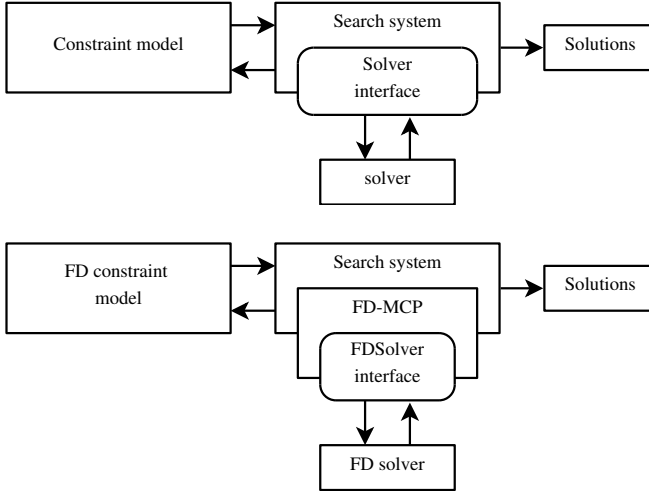 Search system
Constraint model
Solutions
Solver
interface
solver
FD constraint
model
Search system
Solutions
FD-MCP
FDSolver
interface
FD solver